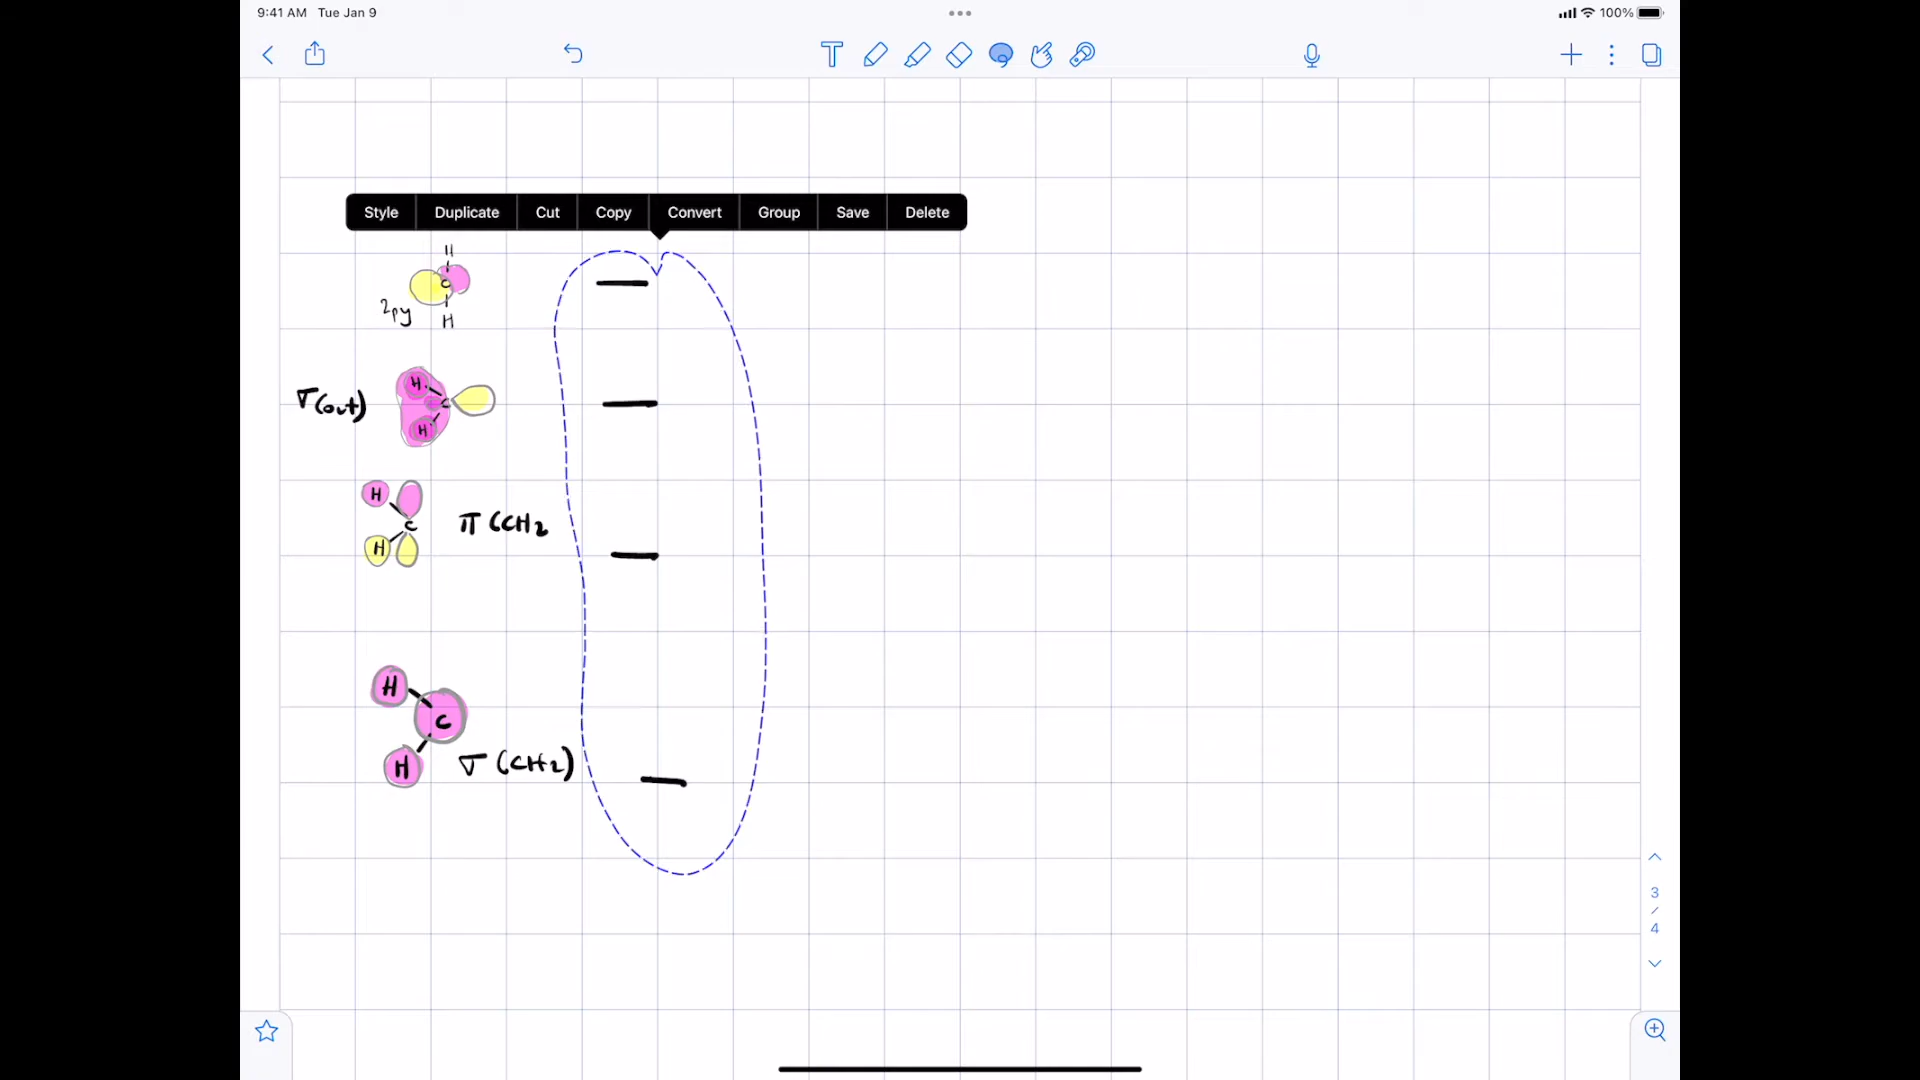 9:41 AM Tue Jan 9
100%
Style Duplicate Cut Copy Convert Group Save Delete
H
C
2py
H
σ(out)
H
C
H
H
C
H
π (CH2
H
C
H
σ (CH2)
3
/
4